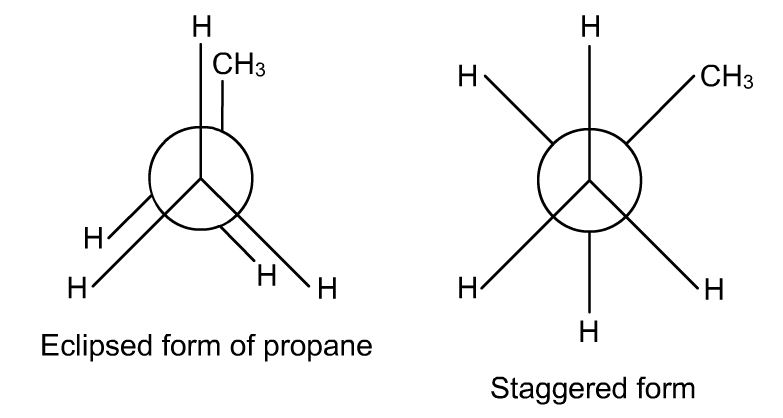 H
CH₃
H
H
H
H
Eclipsed form of propane
H
H
CH₃
H
H
H
Staggered form